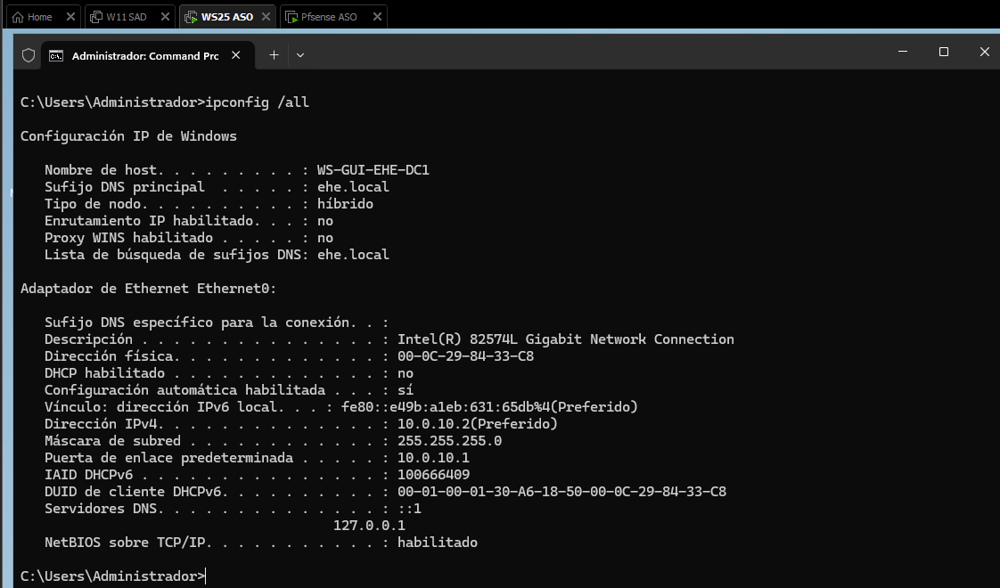 Home
W11 SAD
WS25 ASO
Pfsense ASO
Administrador: Command Prc
C:\Users\Administrador>ipconfig /all
Configuración IP de Windows
Nombre de host. . . . . . . . . : WS-GUI-EHE-DC1
Sufijo DNS principal  . . . . . : ehe.local
Tipo de nodo. . . . . . . . . . : híbrido
Enrutamiento IP habilitado. . . : no
Proxy WINS habilitado . . . . . : no
Lista de búsqueda de sufijos DNS: ehe.local
Adaptador de Ethernet Ethernet0:
Sufijo DNS específico para la conexión. . :
Descripción . . . . . . . . . . . . . . . : Intel(R) 82574L Gigabit Network Connection
Dirección física. . . . . . . . . . . . . : 00-0C-29-84-33-C8
DHCP habilitado . . . . . . . . . . . . . : no
Configuración automática habilitada . . . : sí
Vínculo: dirección IPv6 local. . . : fe80::e49b:a1eb:631:65db%4(Preferido)
Dirección IPv4. . . . . . . . . . . . . . : 10.0.10.2(Preferido)
Máscara de subred . . . . . . . . . . . . : 255.255.255.0
Puerta de enlace predeterminada . . . . . : 10.0.10.1
IAID DHCPv6 . . . . . . . . . . . . . . . : 100666409
DUID de cliente DHCPv6. . . . . . . . . . : 00-01-00-01-30-A6-18-50-00-0C-29-84-33-C8
Servidores DNS. . . . . . . . . . . . . . : ::1
127.0.0.1
NetBIOS sobre TCP/IP. . . . . . . . . . . : habilitado
C:\Users\Administrador>